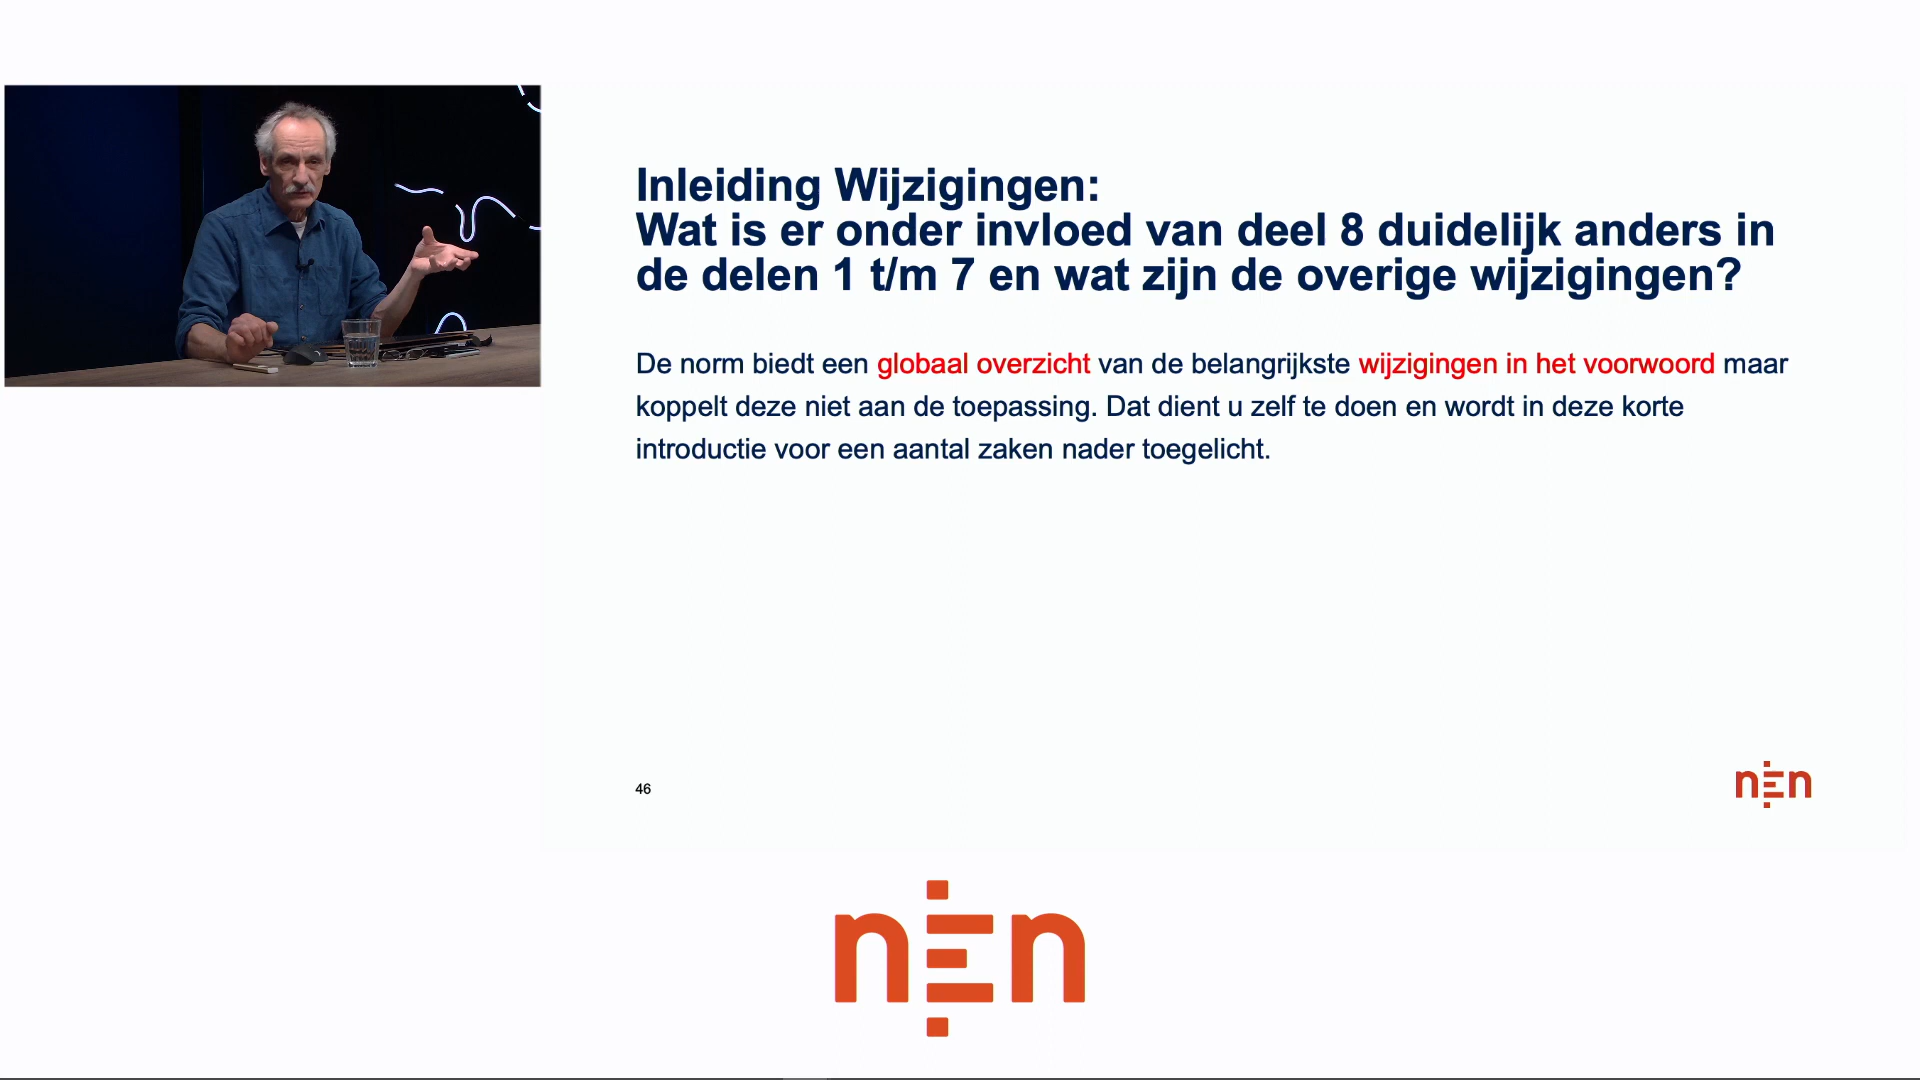 Inleiding Wijzigingen:
Wat is er onder invloed van deel 8 duidelijk anders in
de delen 1 t/m 7 en wat zijn de overige wijzigingen?
De norm biedt een globaal overzicht van de belangrijkste wijzigingen in het voorwoord maar
koppelt deze niet aan de toepassing. Dat dient u zelf te doen en wordt in deze korte
introductie voor een aantal zaken nader toegelicht.
46
nen
nen